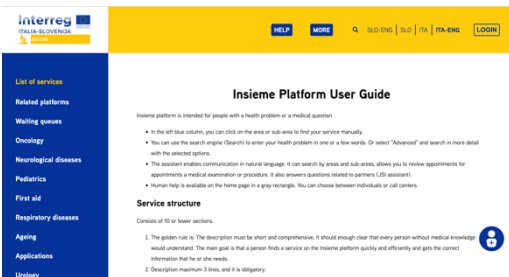 Interreg
ITALIA-SLOVENIJA
HELP
MORE
SLO-ENG | SLO | ITA | ITA-ENG
LOGIN
List of services
Related platforms
Waiting queues
Oncology
Neurological diseases
Pediatrics
First aid
Respiratory diseases
Ageing
Applications
Urology
Insieme Platform User Guide
Insieme platform is intended for people with a health problem or a medical question.
• In the left blue column, you can click on the area or sub-area to find your service manually.
• You can use the search engine (Search) to enter your health problem in one or a few words. Or select "Advanced" and search in more detail
with the selected options.
• The assistant enables communication in natural language. It can search by areas and sub-areas, allows you to review appointments for
appointments a medical examination or procedure. It also answers questions related to partners (JSI assistant).
• Human help is available on the home page in a gray rectangle. You can choose between individuals or call centers.
Service structure
Consists of 10 or fewer sections.
1. The golden rule is: The description must be short and comprehensive. It should enough clear that every person without medical knowledge
would understand. The main goal is that a person finds a service on the Insieme platform quickly and efficiently and gets the correct
information that he or she needs.
2. Description maximum 3 lines, and it is obligatory.